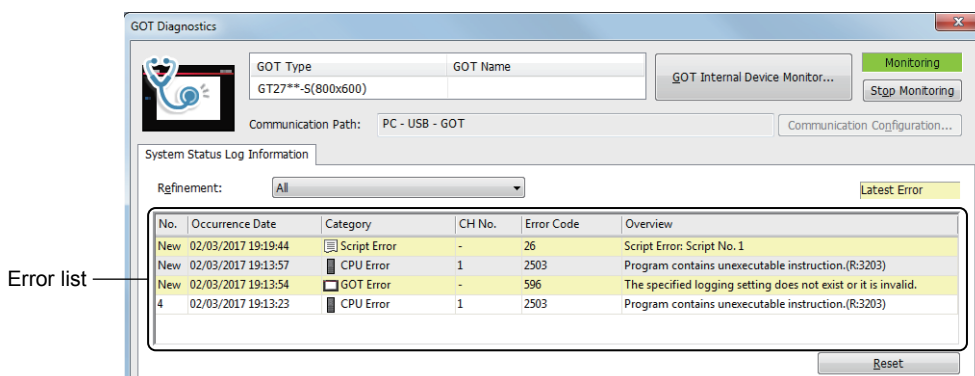 GOT Diagnostics
x
GOT Type GOT Name
GT27**-S(800x600)
GOT Internal Device Monitor...
Monitoring
Stop Monitoring
Communication Path: PC - USB - GOT
Communication Configuration...
System Status Log Information
Refinement: All
Latest Error
No. Occurrence Date Category CH No. Error Code Overview
New 02/03/2017 19:19:44 Script Error - 26 Script Error: Script No. 1
New 02/03/2017 19:13:57 CPU Error 1 2503 Program contains unexecutable instruction.(R:3203)
New 02/03/2017 19:13:54 GOT Error - 596 The specified logging setting does not exist or it is invalid.
4 02/03/2017 19:13:23 CPU Error 1 2503 Program contains unexecutable instruction.(R:3203)
Error list
Reset